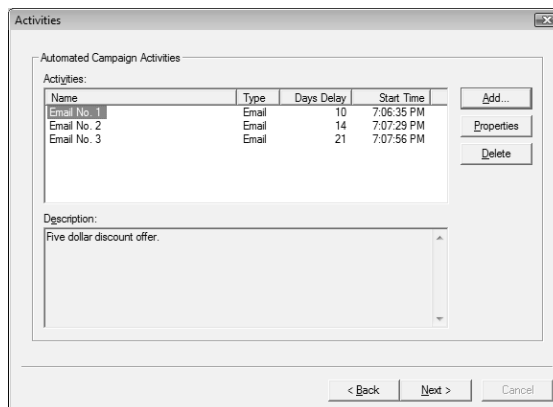 Activities
Automated Campaign Activities
Activities:
Name Type Days Delay Start Time
Email No. 1 Email 10 7:06:35 PM
Email No. 2 Email 14 7:07:29 PM
Email No. 3 Email 21 7:07:56 PM
Add...
Properties
Delete
Description:
Five dollar discount offer.
< Back Next > Cancel